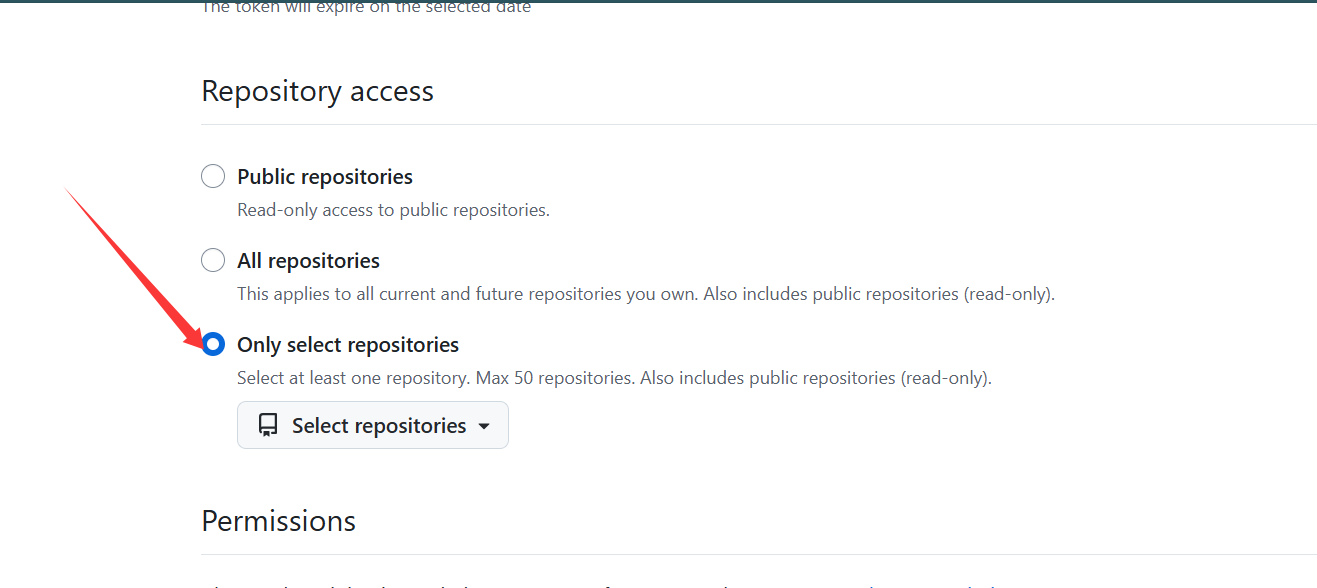 The token will expire on the selected date
Repository access
Public repositories
Read-only access to public repositories.
All repositories
This applies to all current and future repositories you own. Also includes public repositories (read-only).
Only select repositories
Select at least one repository. Max 50 repositories. Also includes public repositories (read-only).
Select repositories
Permissions